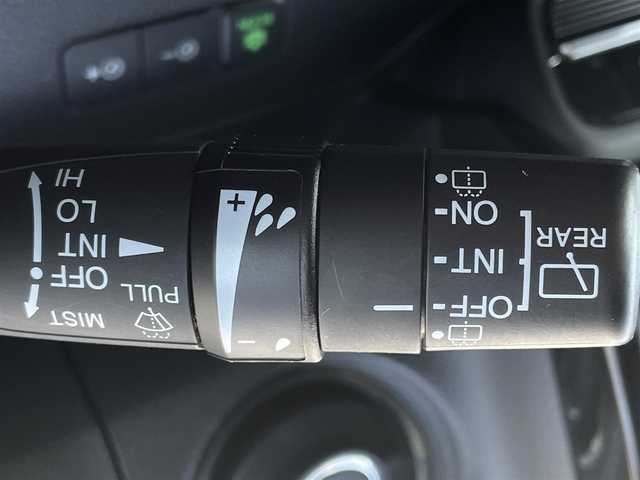 MIST
OFF
INT
LO
HI
PULL
−
+
OFF
INT
ON
REAR